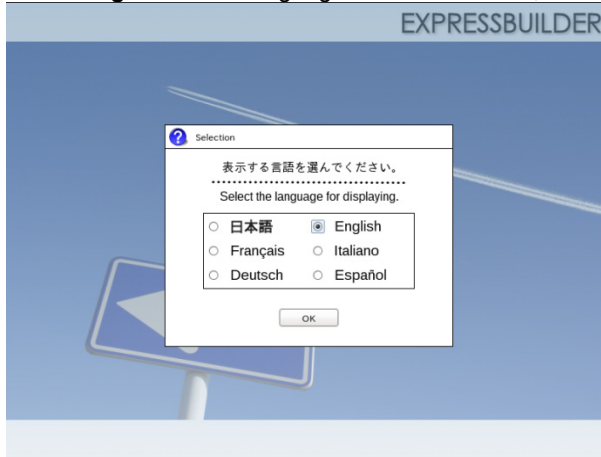 EXPRESSBUILDER
Selection
表示する言語を選んでください。
Select the language for displaying.
日本語 English
Français Italiano
Deutsch Español
OK